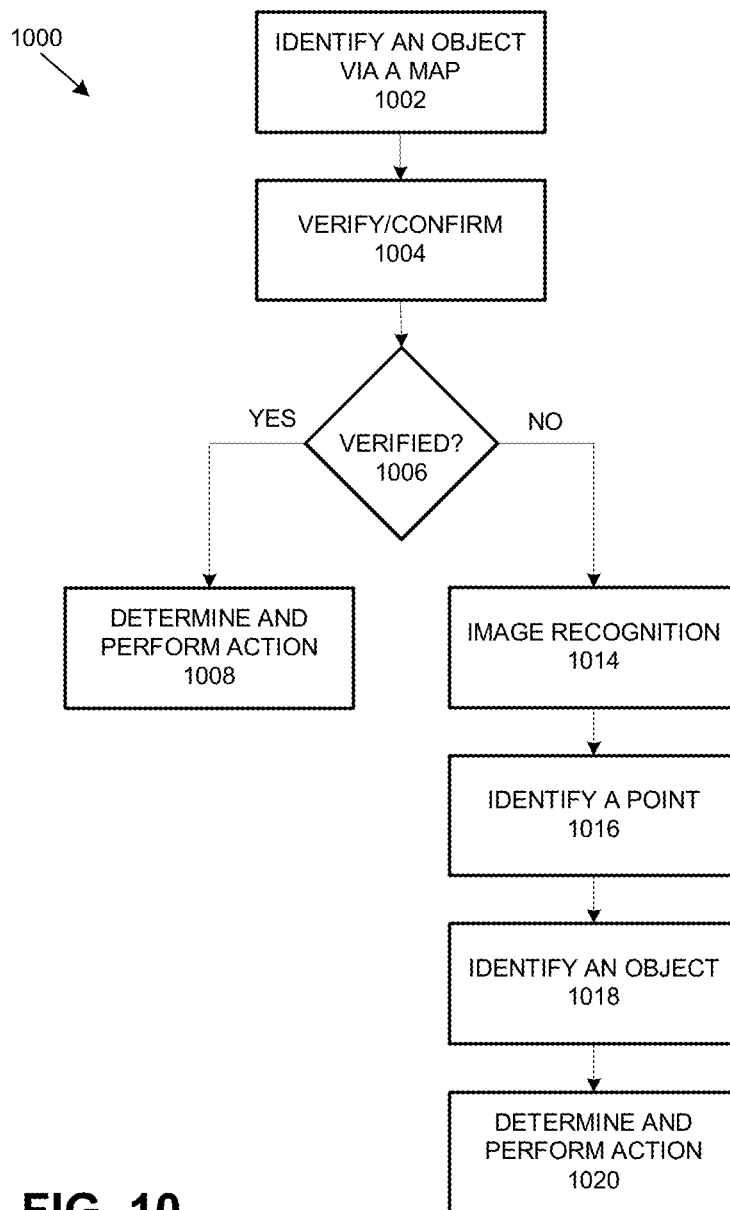 1000
IDENTIFY AN OBJECT
VIA A MAP
1002
VERIFY/CONFIRM
1004
YES
NO
VERIFIED?
1006
DETERMINE AND
PERFORM ACTION
1008
IMAGE RECOGNITION
1014
IDENTIFY A POINT
1016
IDENTIFY AN OBJECT
1018
DETERMINE AND
PERFORM ACTION
1020
FIG. 10